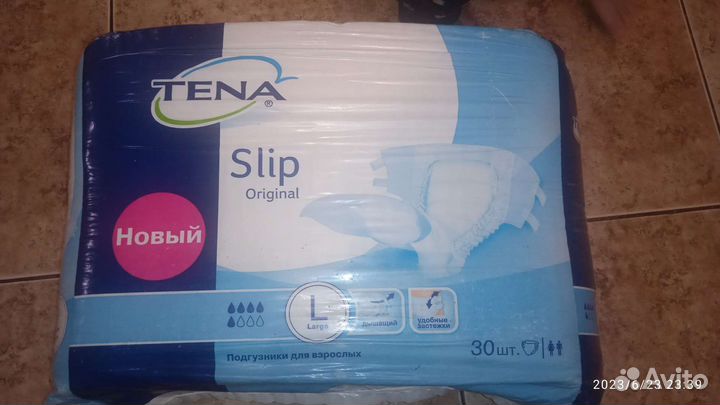 TENA®
Slip
Original
Новый
L
Large
дышащий
удобные
застежки
Подгузники для взрослых
30шт.
Avito
2023/6/23 23:39